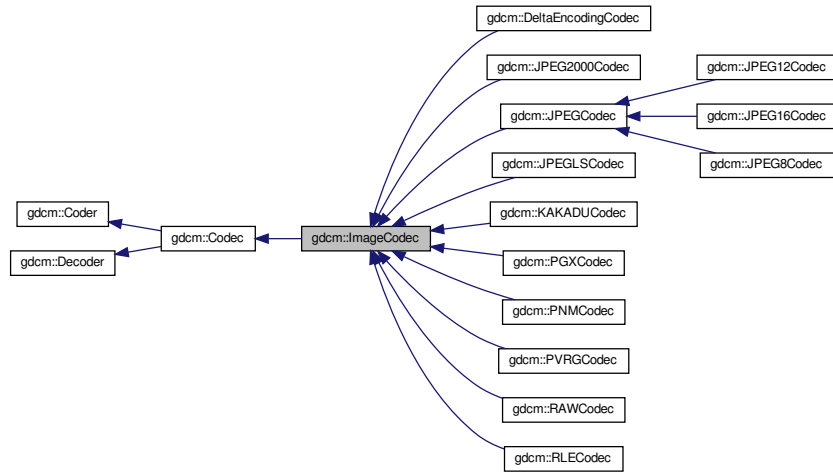 gdcm::DeltaEncodingCodec
gdcm::JPEG2000Codec
gdcm::JPEG12Codec
gdcm::JPEGCodec
gdcm::JPEG16Codec
gdcm::JPEGLSCodec
gdcm::JPEG8Codec
gdcm::Coder
gdcm::KAKADUCodec
gdcm::Codec
gdcm::ImageCodec
gdcm::Decoder
gdcm::PGXCodec
gdcm::PNMCodec
gdcm::PVRGCodec
gdcm::RAWCodec
gdcm::RLECodec